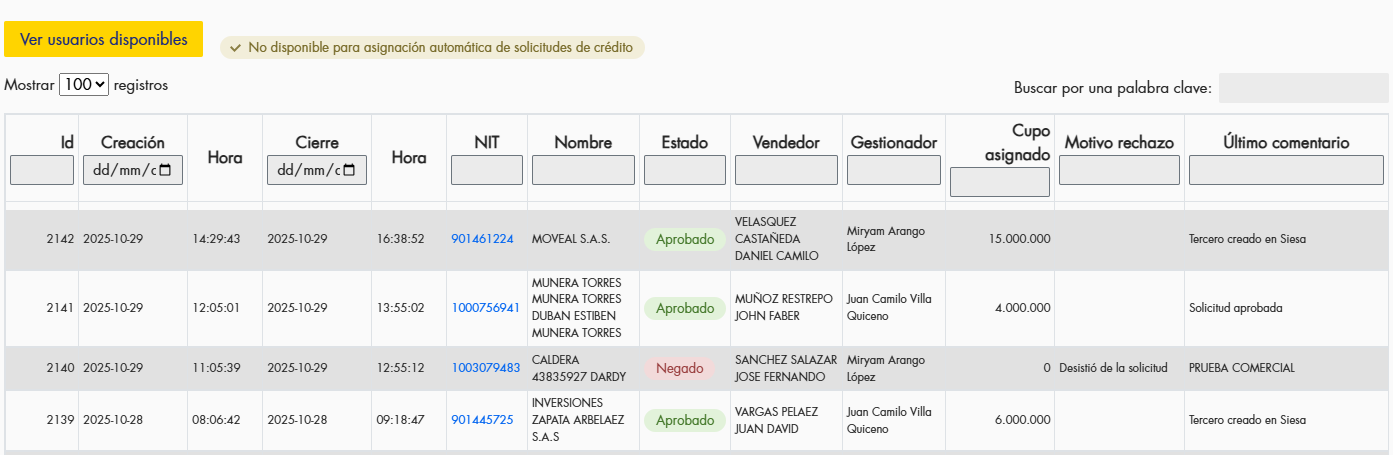 Ver usuarios disponibles
No disponible para asignación automática de solicitudes de crédito
Mostrar 100 registros
Buscar por una palabra clave:
Id Creación Hora Cierre Hora NIT Nombre Estado Vendedor Gestionador Cupo asignado Motivo rechazo Último comentario
dd/mm/c dd/mm/c
2142 2025-10-29 14:29:43 2025-10-29 16:38:52 901461224 MOVEAL S.A.S. Aprobado VELASQUEZ CASTAÑEDA DANIEL CAMILO Miryam Arango López 15.000.000 Tercero creado en Siesa
2141 2025-10-29 12:05:01 2025-10-29 13:55:02 1000756941 MUNERA TORRES MUNERA TORRES DUBAN ESTIBEN MUNERA TORRES Aprobado MUÑOZ RESTREPO JOHN FABER Juan Camilo Villa Quiceno 4.000.000 Solicitud aprobada
2140 2025-10-29 11:05:39 2025-10-29 12:55:12 1003079483 CALDERA 43835927 DARDY Negado SANCHEZ SALAZAR JOSE FERNANDO Miryam Arango López 0 Desistió de la solicitud PRUEBA COMERCIAL
2139 2025-10-28 08:06:42 2025-10-28 09:18:47 901445725 INVERSIONES ZAPATA ARBELAEZ S.A.S Aprobado VARGAS PELAEZ JUAN DAVID Juan Camilo Villa Quiceno 6.000.000 Tercero creado en Siesa